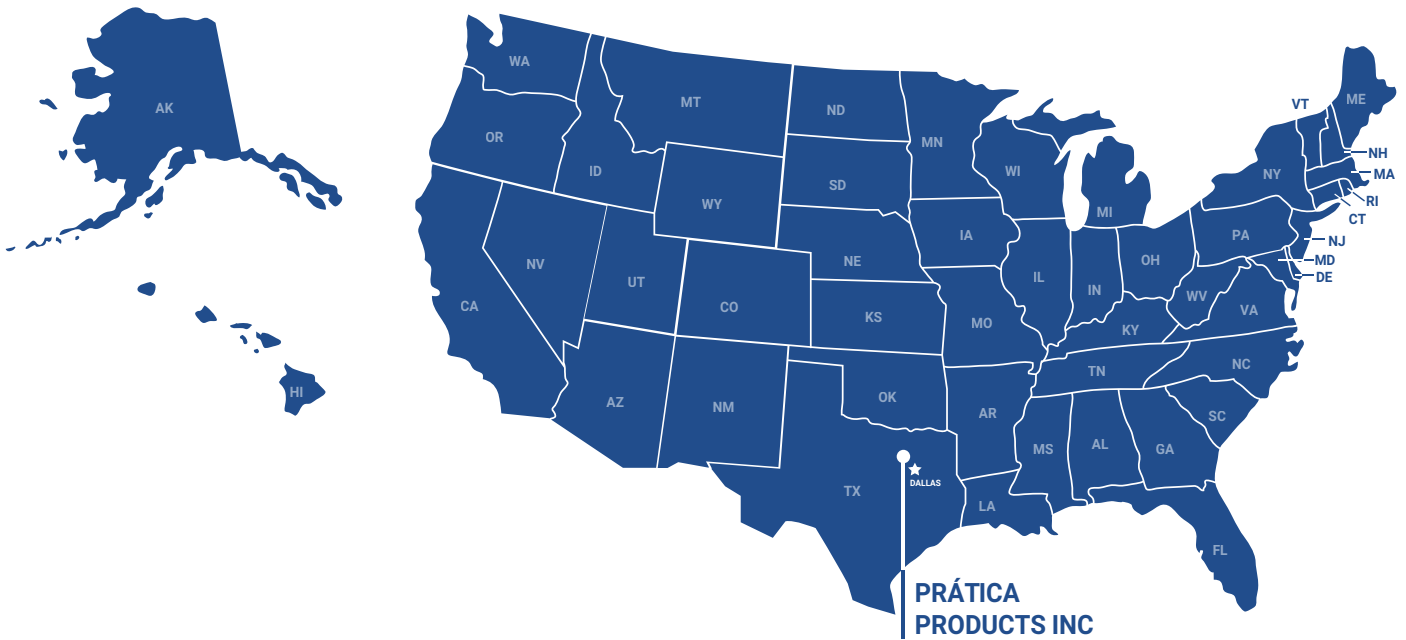 WA
MT
ND
MN
OR
ID
WY
SD
WI
MI
VT
ME
NH
NY
MA
RI
CT
PA
NJ
MD
DE
AK
NV
UT
CO
NE
IA
IL
IN
OH
WV
VA
CA
KS
MO
KY
HI
AZ
NM
OK
AR
TN
NC
SC
MS
AL
GA
TX
DALLAS
LA
FL
PRÁTICA
PRODUCTS INC